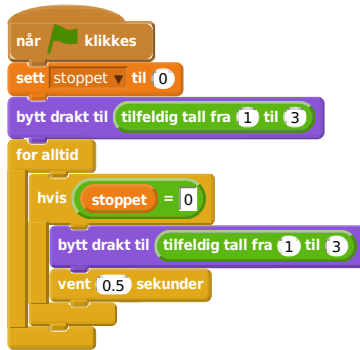 når klikkes
sett stoppet til 0
bytt drakt til tilfeldig tall fra 1 til 3
for alltid
hvis stoppet = 0
bytt drakt til tilfeldig tall fra 1 til 3
vent 0.5 sekunder